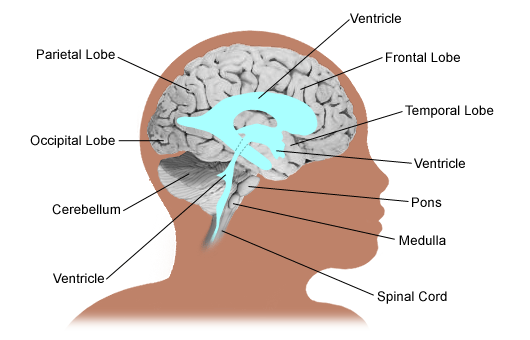 Ventricle
Parietal Lobe
Frontal Lobe
Temporal Lobe
Occipital Lobe
Ventricle
Pons
Cerebellum
Medulla
Ventricle
Spinal Cord